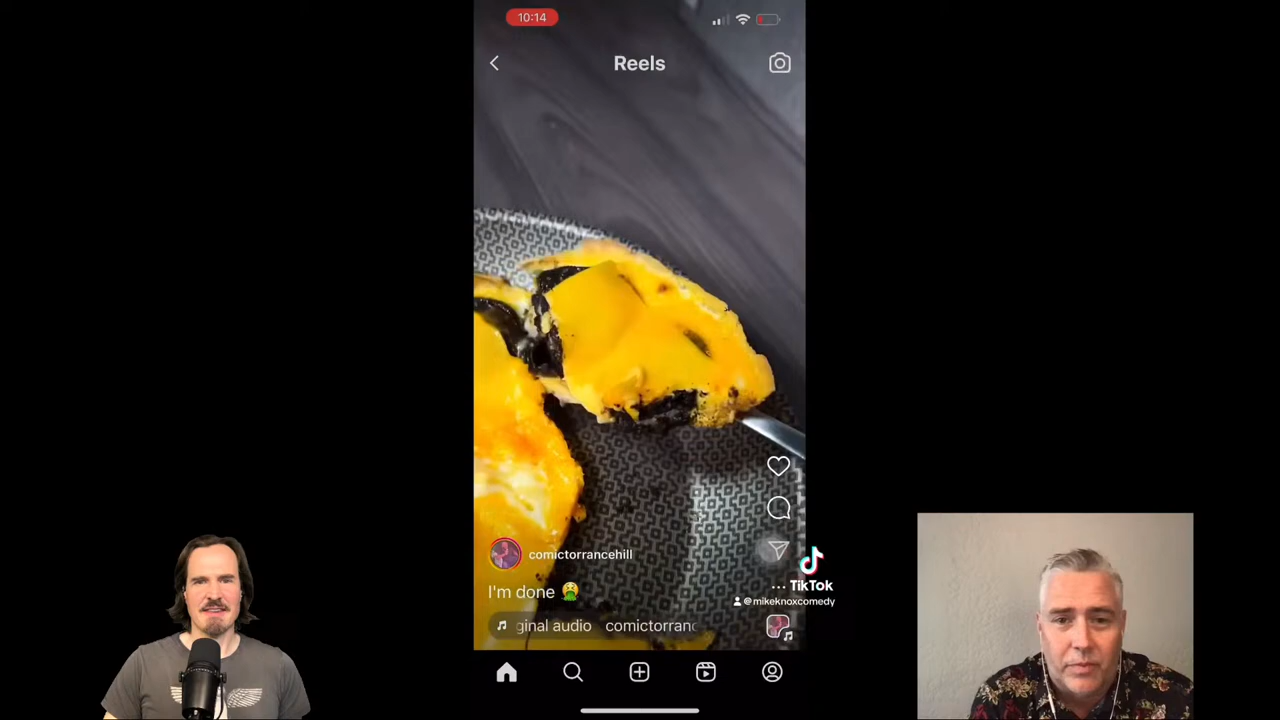 10:14
Reels
comictorrancehill
I'm done
ginal audio comictorranc
TikTok
@mikeknoxcomedy